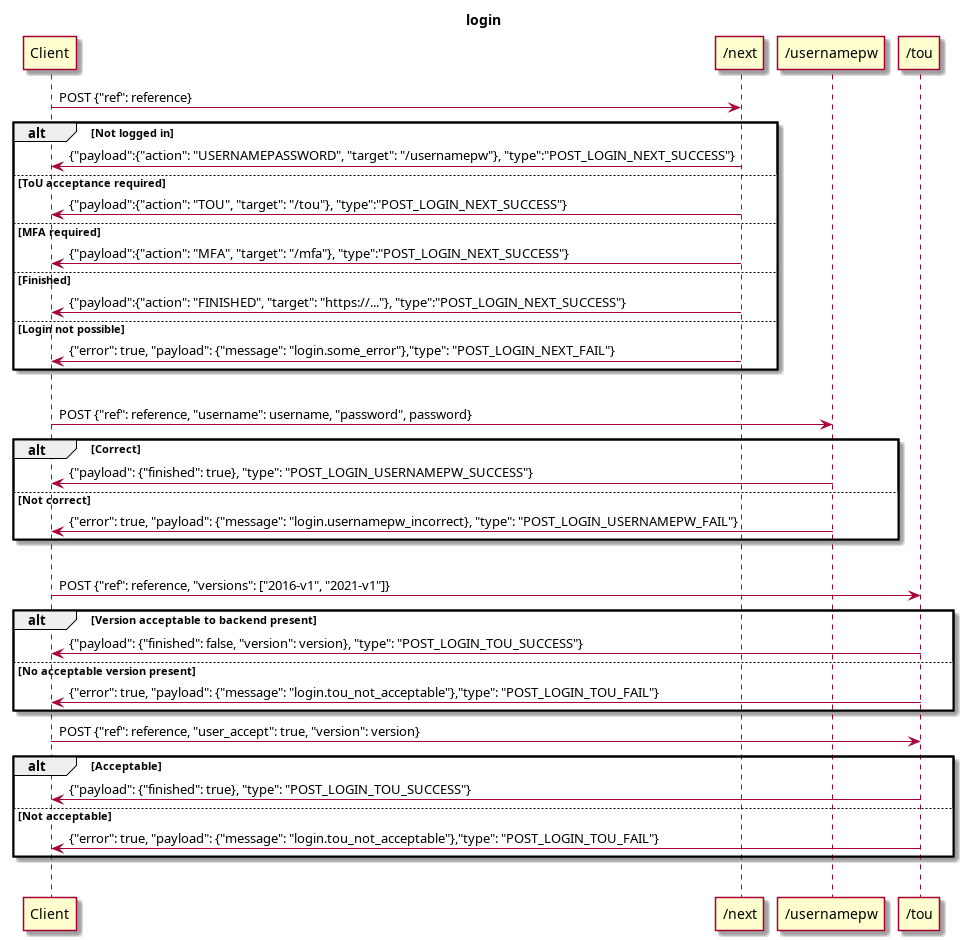 login
Client /next /usernamepw /tou
POST {"ref": reference}
alt [Not logged in]
{"payload":{"action": "USERNAMEPASSWORD", "target": "/usernamepw"}, "type":"POST_LOGIN_NEXT_SUCCESS"}
[ToU acceptance required]
{"payload":{"action": "TOU", "target": "/tou"}, "type":"POST_LOGIN_NEXT_SUCCESS"}
[MFA required]
{"payload":{"action": "MFA", "target": "/mfa"}, "type":"POST_LOGIN_NEXT_SUCCESS"}
[Finished]
{"payload":{"action": "FINISHED", "target": "https://..."}, "type":"POST_LOGIN_NEXT_SUCCESS"}
[Login not possible]
{"error": true, "payload": {"message": "login.some_error"},"type": "POST_LOGIN_NEXT_FAIL"}
POST {"ref": reference, "username": username, "password", password}
alt [Correct]
{"payload": {"finished": true}, "type": "POST_LOGIN_USERNAMEPW_SUCCESS"}
[Not correct]
{"error": true, "payload": {"message": "login.usernamepw_incorrect}, "type": "POST_LOGIN_USERNAMEPW_FAIL"}
POST {"ref": reference, "versions": ["2016-v1", "2021-v1"]}
alt [Version acceptable to backend present]
{"payload": {"finished": false, "version": version}, "type": "POST_LOGIN_TOU_SUCCESS"}
[No acceptable version present]
{"error": true, "payload": {"message": "login.tou_not_acceptable"},"type": "POST_LOGIN_TOU_FAIL"}
POST {"ref": reference, "user_accept": true, "version": version}
alt [Acceptable]
{"payload": {"finished": true}, "type": "POST_LOGIN_TOU_SUCCESS"}
[Not acceptable]
{"error": true, "payload": {"message": "login.tou_not_acceptable"},"type": "POST_LOGIN_TOU_FAIL"}
Client /next /usernamepw /tou